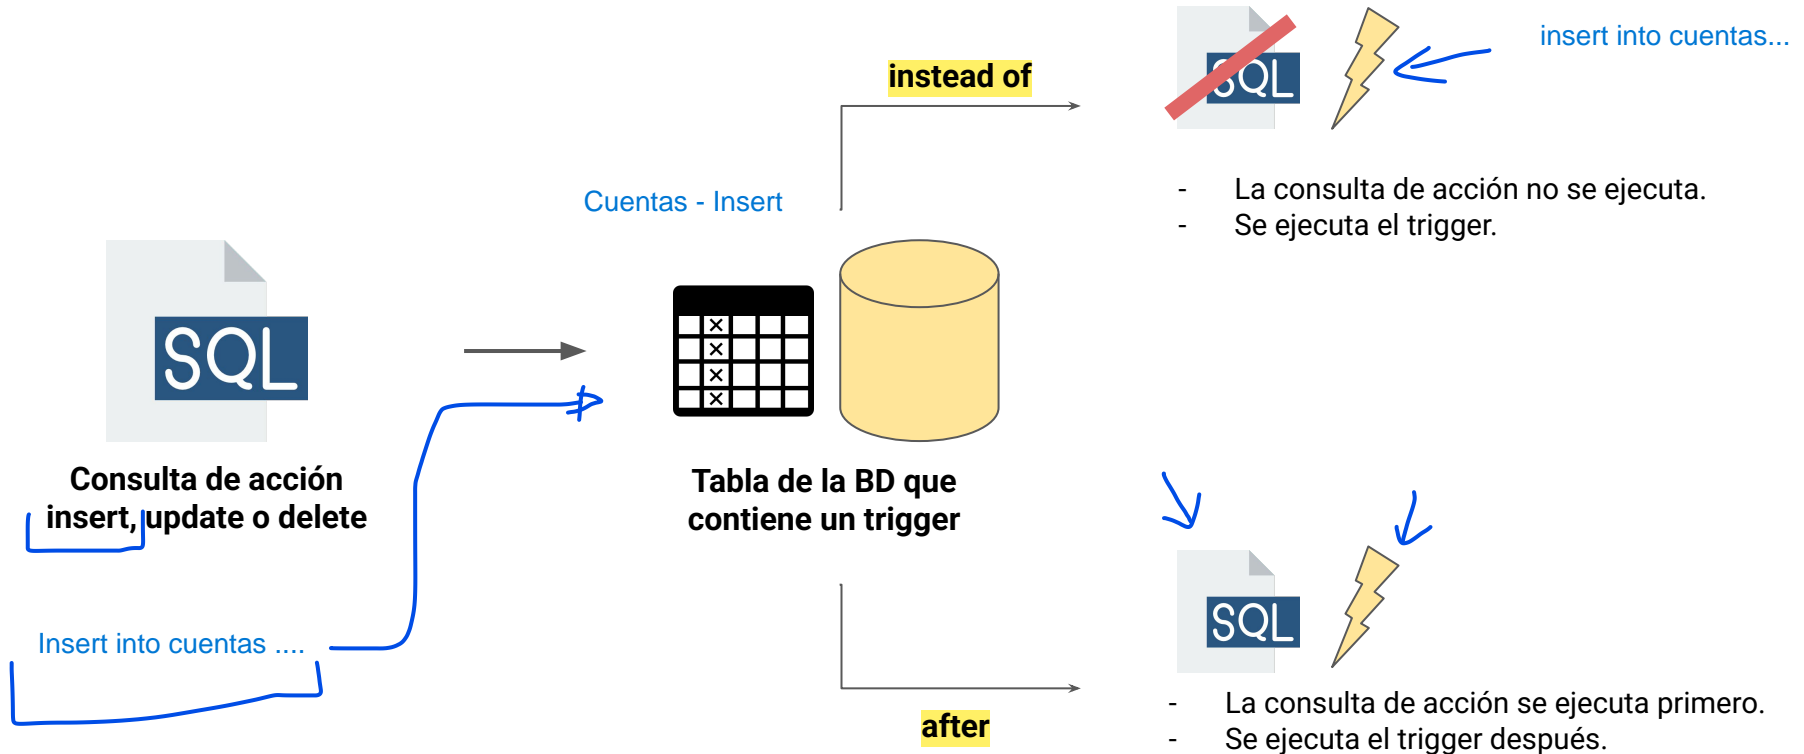 insert into cuentas...
instead of
SQL
Cuentas - Insert
- La consulta de acción no se ejecuta.
- Se ejecuta el trigger.
SQL
Consulta de acción
insert, update o delete
Tabla de la BD que
contiene un trigger
Insert into cuentas ....
SQL
after
- La consulta de acción se ejecuta primero.
- Se ejecuta el trigger después.